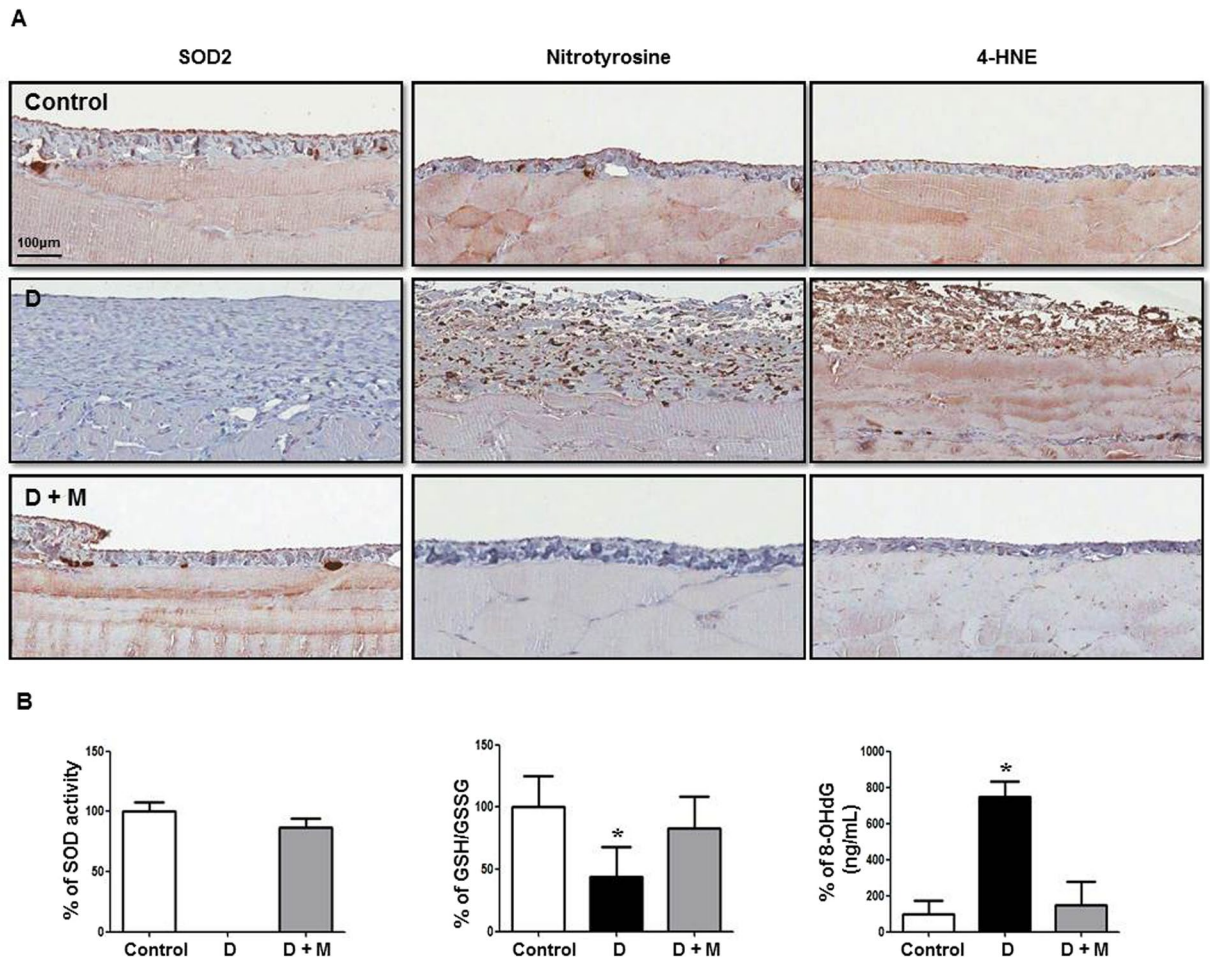 A
SOD2 Nitrotyrosine 4-HNE
Control
100µm
D
D + M
B
% of SOD activity
150
100
50
0
Control D D + M
% of GSH/GSSG
150
100
50
0
*
Control D D + M
% of 8-OHdG
(ng/mL)
1000
800
600
400
200
0
*
Control D D + M